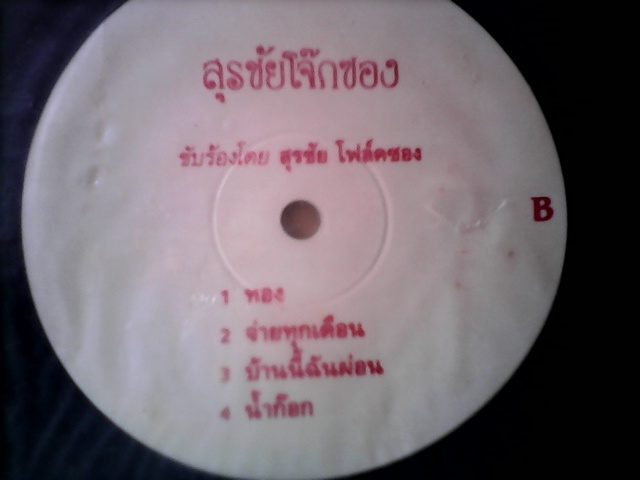 สุรชัยโจ๊กซอง
ขับร้องโดย สุรชัย โฟล์คซอง
B
1 ทอง
2 จ่ายทุกเดือน
3 บ้านนี้ฉันผ่อน
4 น้ำก๊อก